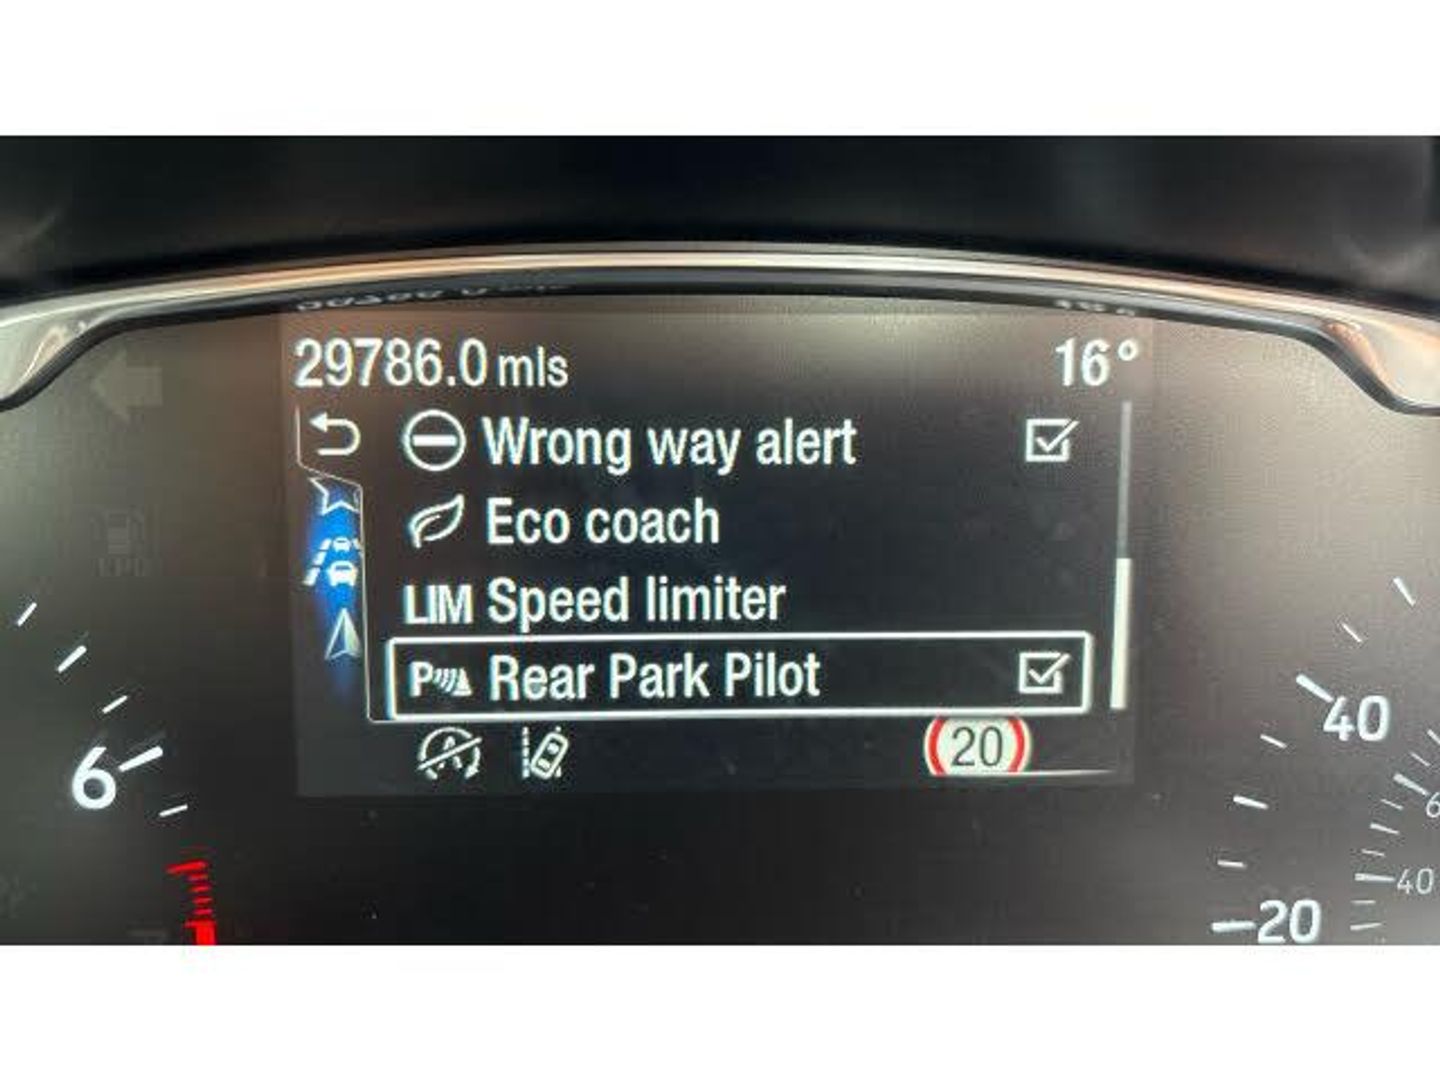 29786.0 mls 16°
Wrong way alert
Eco coach
LIM Speed limiter
P Rear Park Pilot
A
20
6
40
20
40